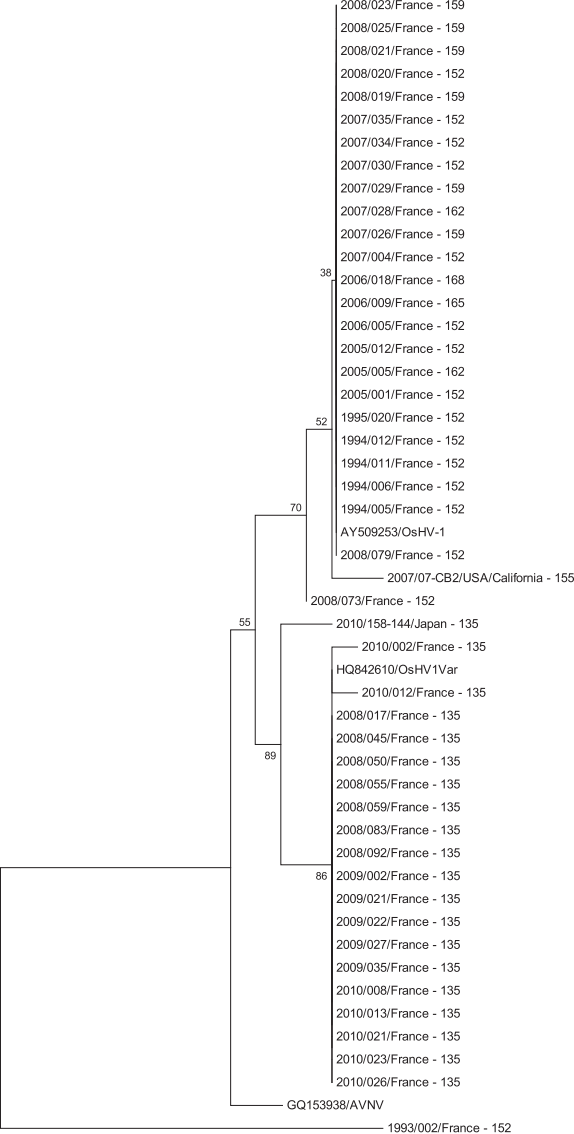 2008/023/France - 159
2008/025/France - 159
2008/021/France - 159
2008/020/France - 152
2008/019/France - 159
2007/035/France - 152
2007/034/France - 152
2007/030/France - 152
2007/029/France - 159
2007/028/France - 162
2007/026/France - 159
2007/004/France - 152
38
2006/018/France - 168
2006/009/France - 165
2006/005/France - 152
2005/012/France - 152
2005/005/France - 162
2005/001/France - 152
1995/020/France - 152
52
1994/012/France - 152
1994/011/France - 152
1994/006/France - 152
70
1994/005/France - 152
AY509253/OsHV-1
2008/079/France - 152
2007/07-CB2/USA/California - 155
2008/073/France - 152
55
2010/158-144/Japan - 135
2010/002/France - 135
HQ842610/OsHV1Var
2010/012/France - 135
2008/017/France - 135
2008/045/France - 135
89
2008/050/France - 135
2008/055/France - 135
2008/059/France - 135
2008/083/France - 135
2008/092/France - 135
86
2009/002/France - 135
2009/021/France - 135
2009/022/France - 135
2009/027/France - 135
2009/035/France - 135
2010/008/France - 135
2010/013/France - 135
2010/021/France - 135
2010/023/France - 135
2010/026/France - 135
GQ153938/AVNV
1993/002/France - 152